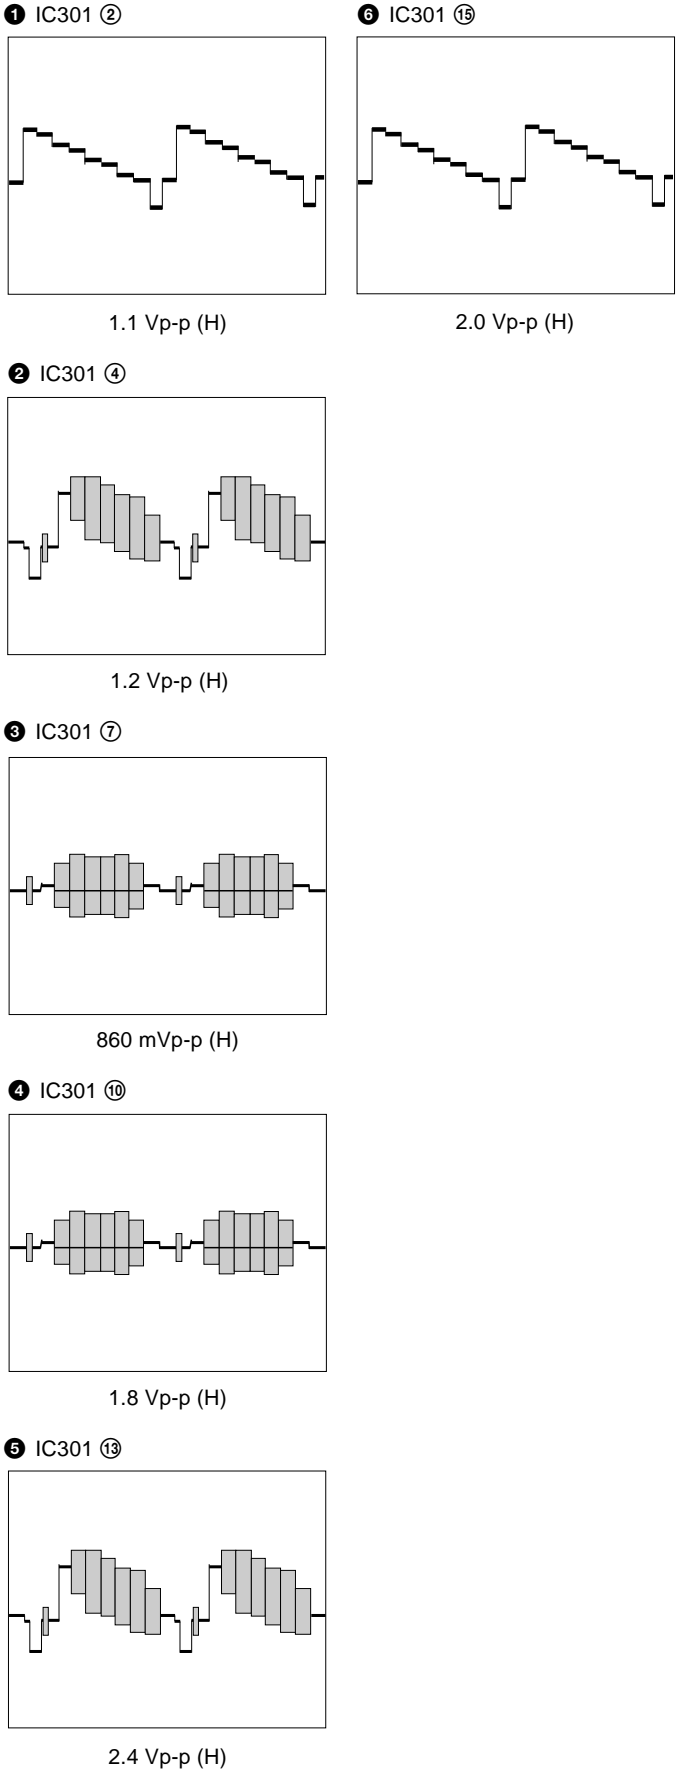 ❶ IC301 ②
1.1 Vp-p (H)
❷ IC301 ④
1.2 Vp-p (H)
❸ IC301 ⑦
860 mVp-p (H)
❹ IC301 ⑩
1.8 Vp-p (H)
❺ IC301 ⑬
2.4 Vp-p (H)
❻ IC301 ⑮
2.0 Vp-p (H)